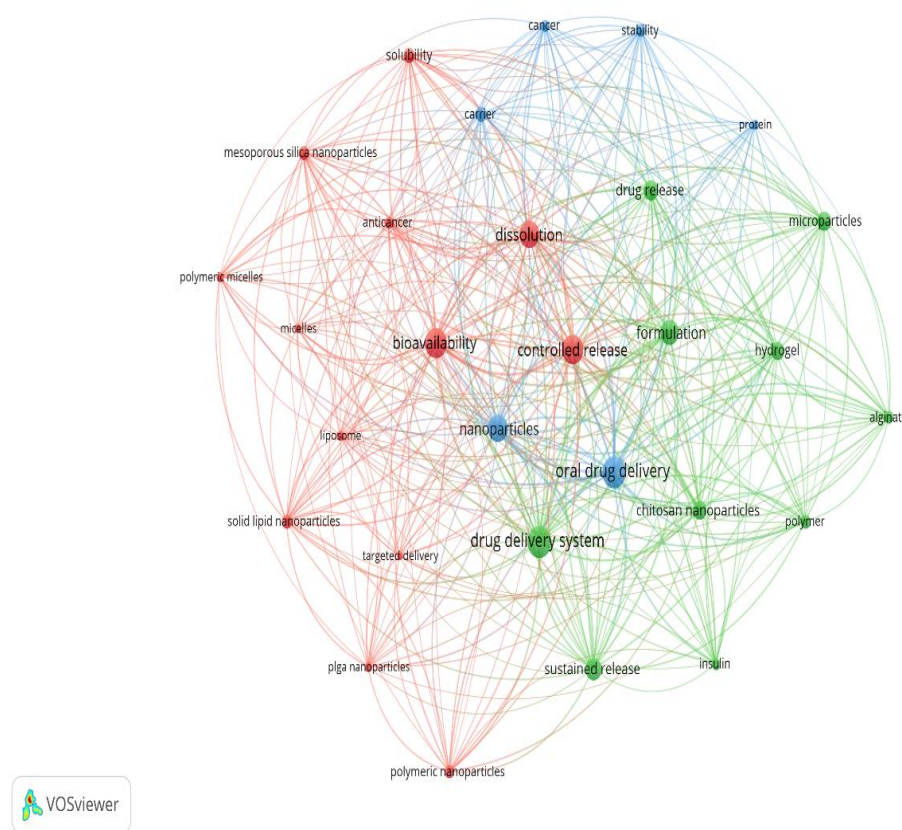 cancer
stability
solubility
carrier
protein
mesoporous silica nanoparticles
drug release
anticancer
microparticles
dissolution
polymeric micelles
micelles
formulation
bioavailability
controlled release
hydrogel
alginat
nanoparticles
liposome
oral drug delivery
chitosan nanoparticles
solid lipid nanoparticles
polymer
drug delivery system
targeted delivery
plga nanoparticles
sustained release
insulin
polymeric nanoparticles
VOSviewer